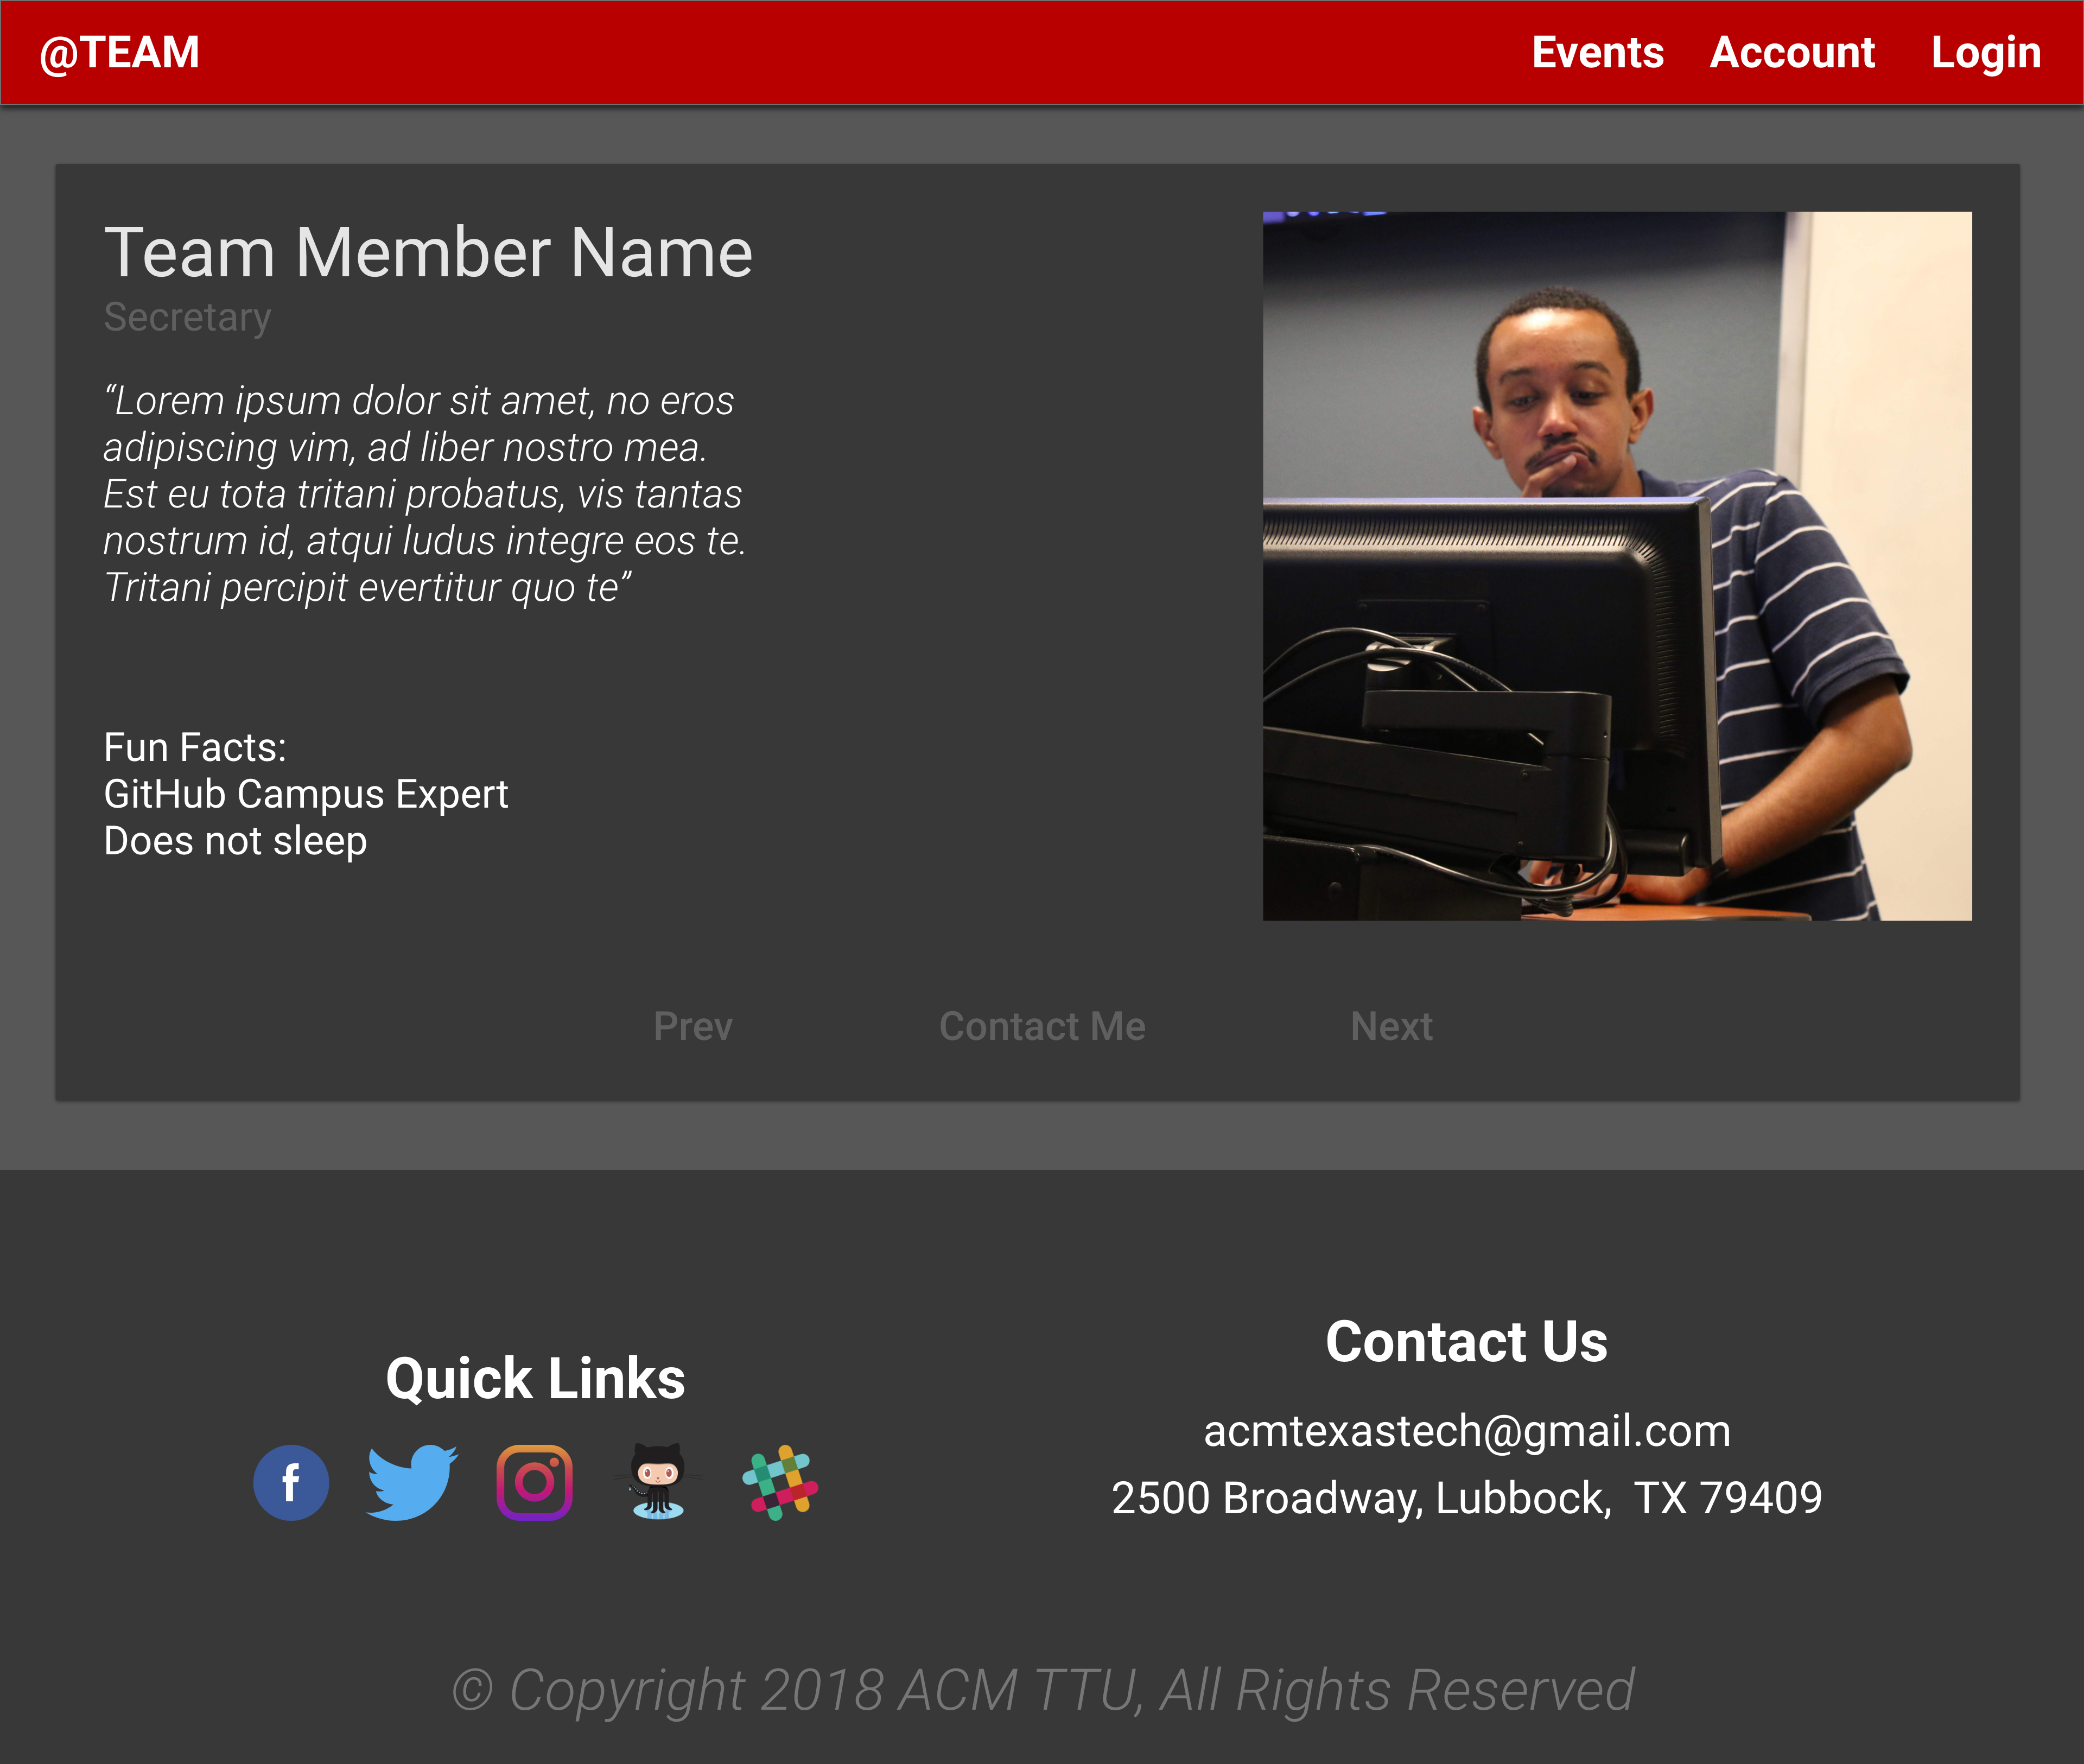 @TEAM
Events Account Login
Team Member Name
Secretary
“Lorem ipsum dolor sit amet, no eros
adipiscing vim, ad liber nostro mea.
Est eu tota tritani probatus, vis tantas
nostrum id, atqui ludus integre eos te.
Tritani percipit evertitur quo te”
Fun Facts:
GitHub Campus Expert
Does not sleep
Prev Contact Me Next
Quick Links
Contact Us
acmtexastech@gmail.com
2500 Broadway, Lubbock,  TX 79409
© Copyright 2018 ACM TTU, All Rights Reserved